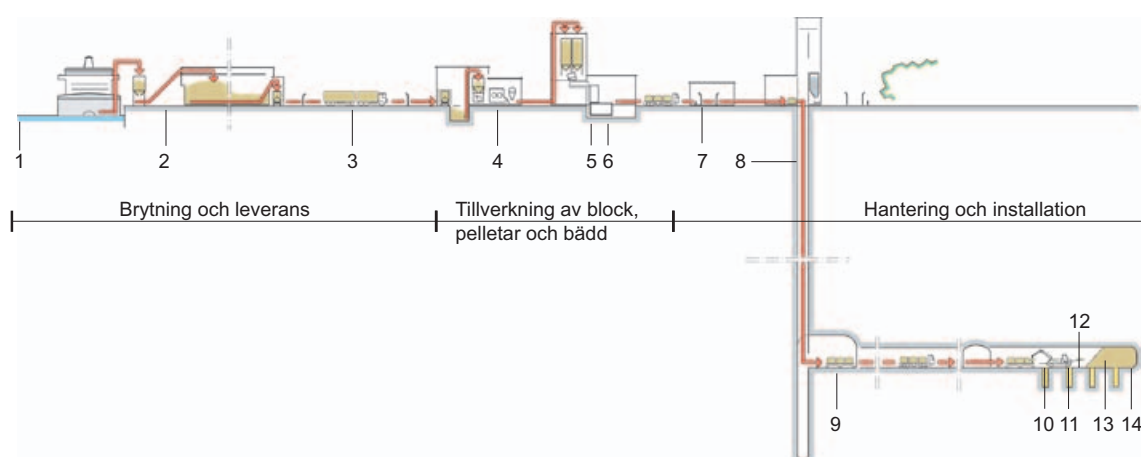 1 2 3 4 5 6 7 8
Brytning och leverans
Tillverkning av block,
pelletar och bädd
Hantering och installation
12
9 10 11 13 14